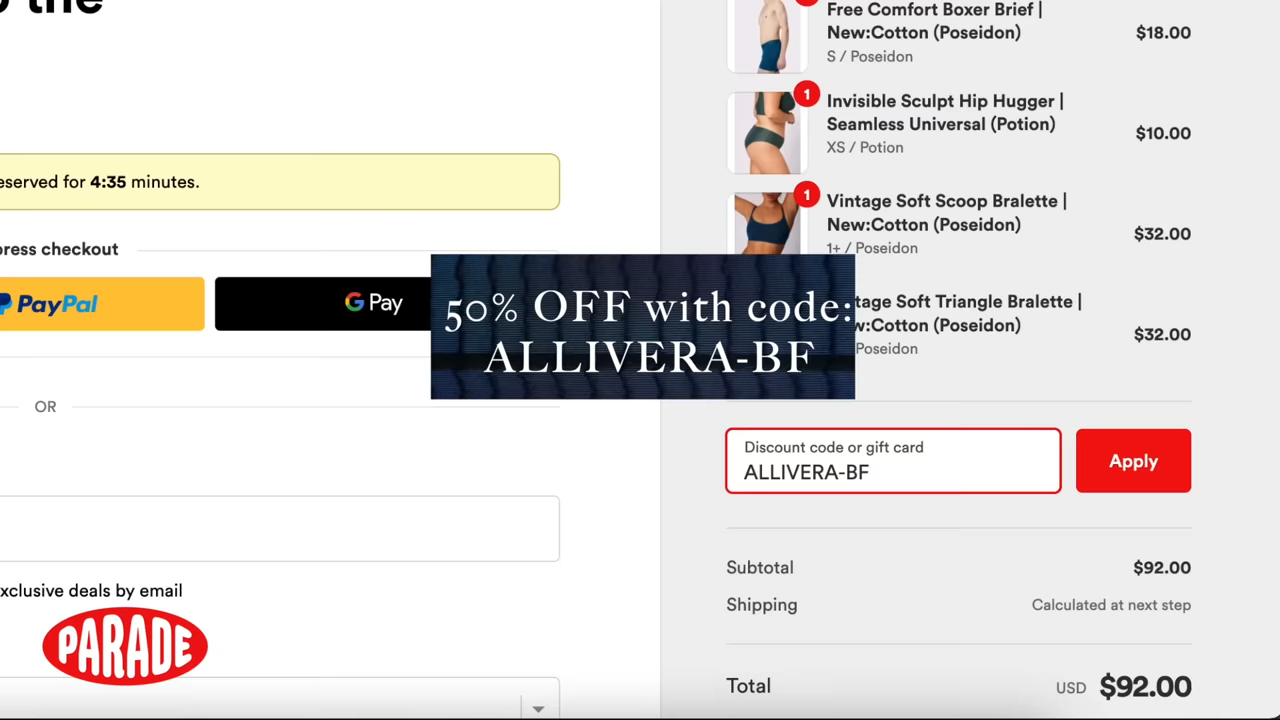 o the
eserved for 4:35 minutes.
press checkout
PayPal
G Pay
OR
xclusive deals by email
PARADE
Free Comfort Boxer Brief |
New:Cotton (Poseidon)
S / Poseidon
$18.00
1
Invisible Sculpt Hip Hugger |
Seamless Universal (Potion)
XS / Potion
$10.00
1
Vintage Soft Scoop Bralette |
New:Cotton (Poseidon)
1+ / Poseidon
$32.00
50% OFF with code:
ALLIVERA-BF
tage Soft Triangle Bralette |
w:Cotton (Poseidon)
Poseidon
$32.00
Discount code or gift card
ALLIVERA-BF
Apply
Subtotal
$92.00
Shipping
Calculated at next step
Total
USD $92.00